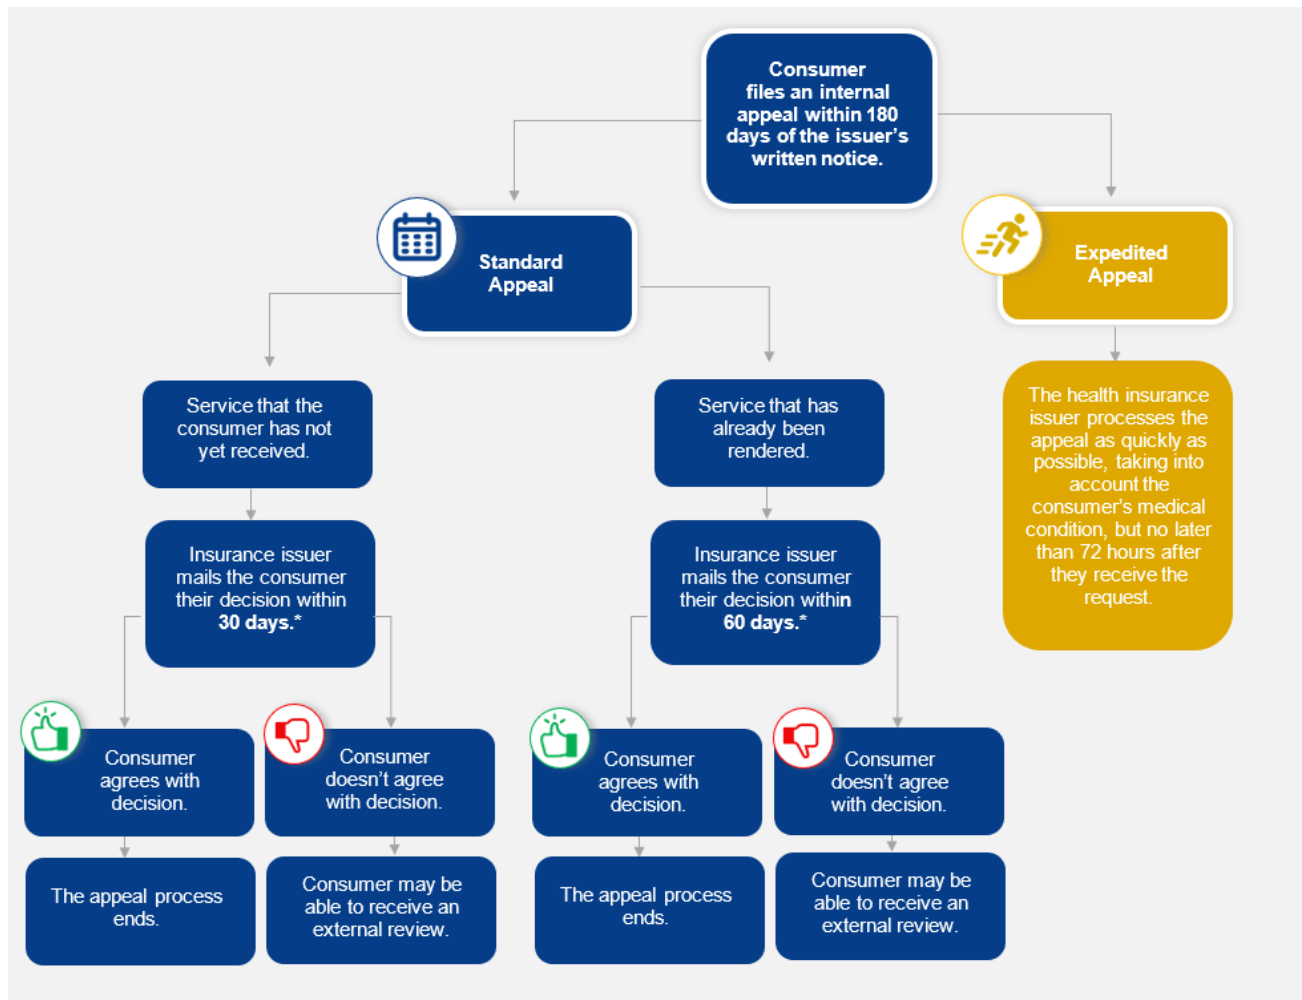 Consumer
files an internal
appeal within 180
days of the issuer's
written notice.
Standard
Appeal
Expedited
Appeal
Service that the
consumer has not
yet received.
Service that has
already been
rendered.
The health insurance
issuer processes the
appeal as quickly as
possible, taking into
account the
consumer's medical
condition, but no later
than 72 hours after
they receive the
request.
Insurance issuer
mails the consumer
their decision within
30 days.*
Insurance issuer
mails the consumer
their decision within
60 days.*
Consumer
agrees with
decision.
Consumer
doesn't agree
with decision.
Consumer
agrees with
decision.
Consumer
doesn't agree
with decision.
The appeal process
ends.
Consumer may be
able to receive an
external review.
The appeal process
ends.
Consumer may be
able to receive an
external review.